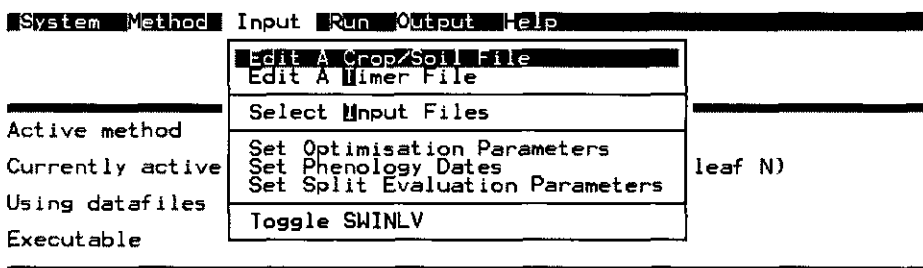 System Method Input Run Output Help
Edit A Crop/Soil File
Edit A Timer File
Select Input Files
Active method
Set Optimisation Parameters
Currently active
Set Phenology Dates
leaf N)
Set Split Evaluation Parameters
Using datafiles
Toggle SWINLV
Executable